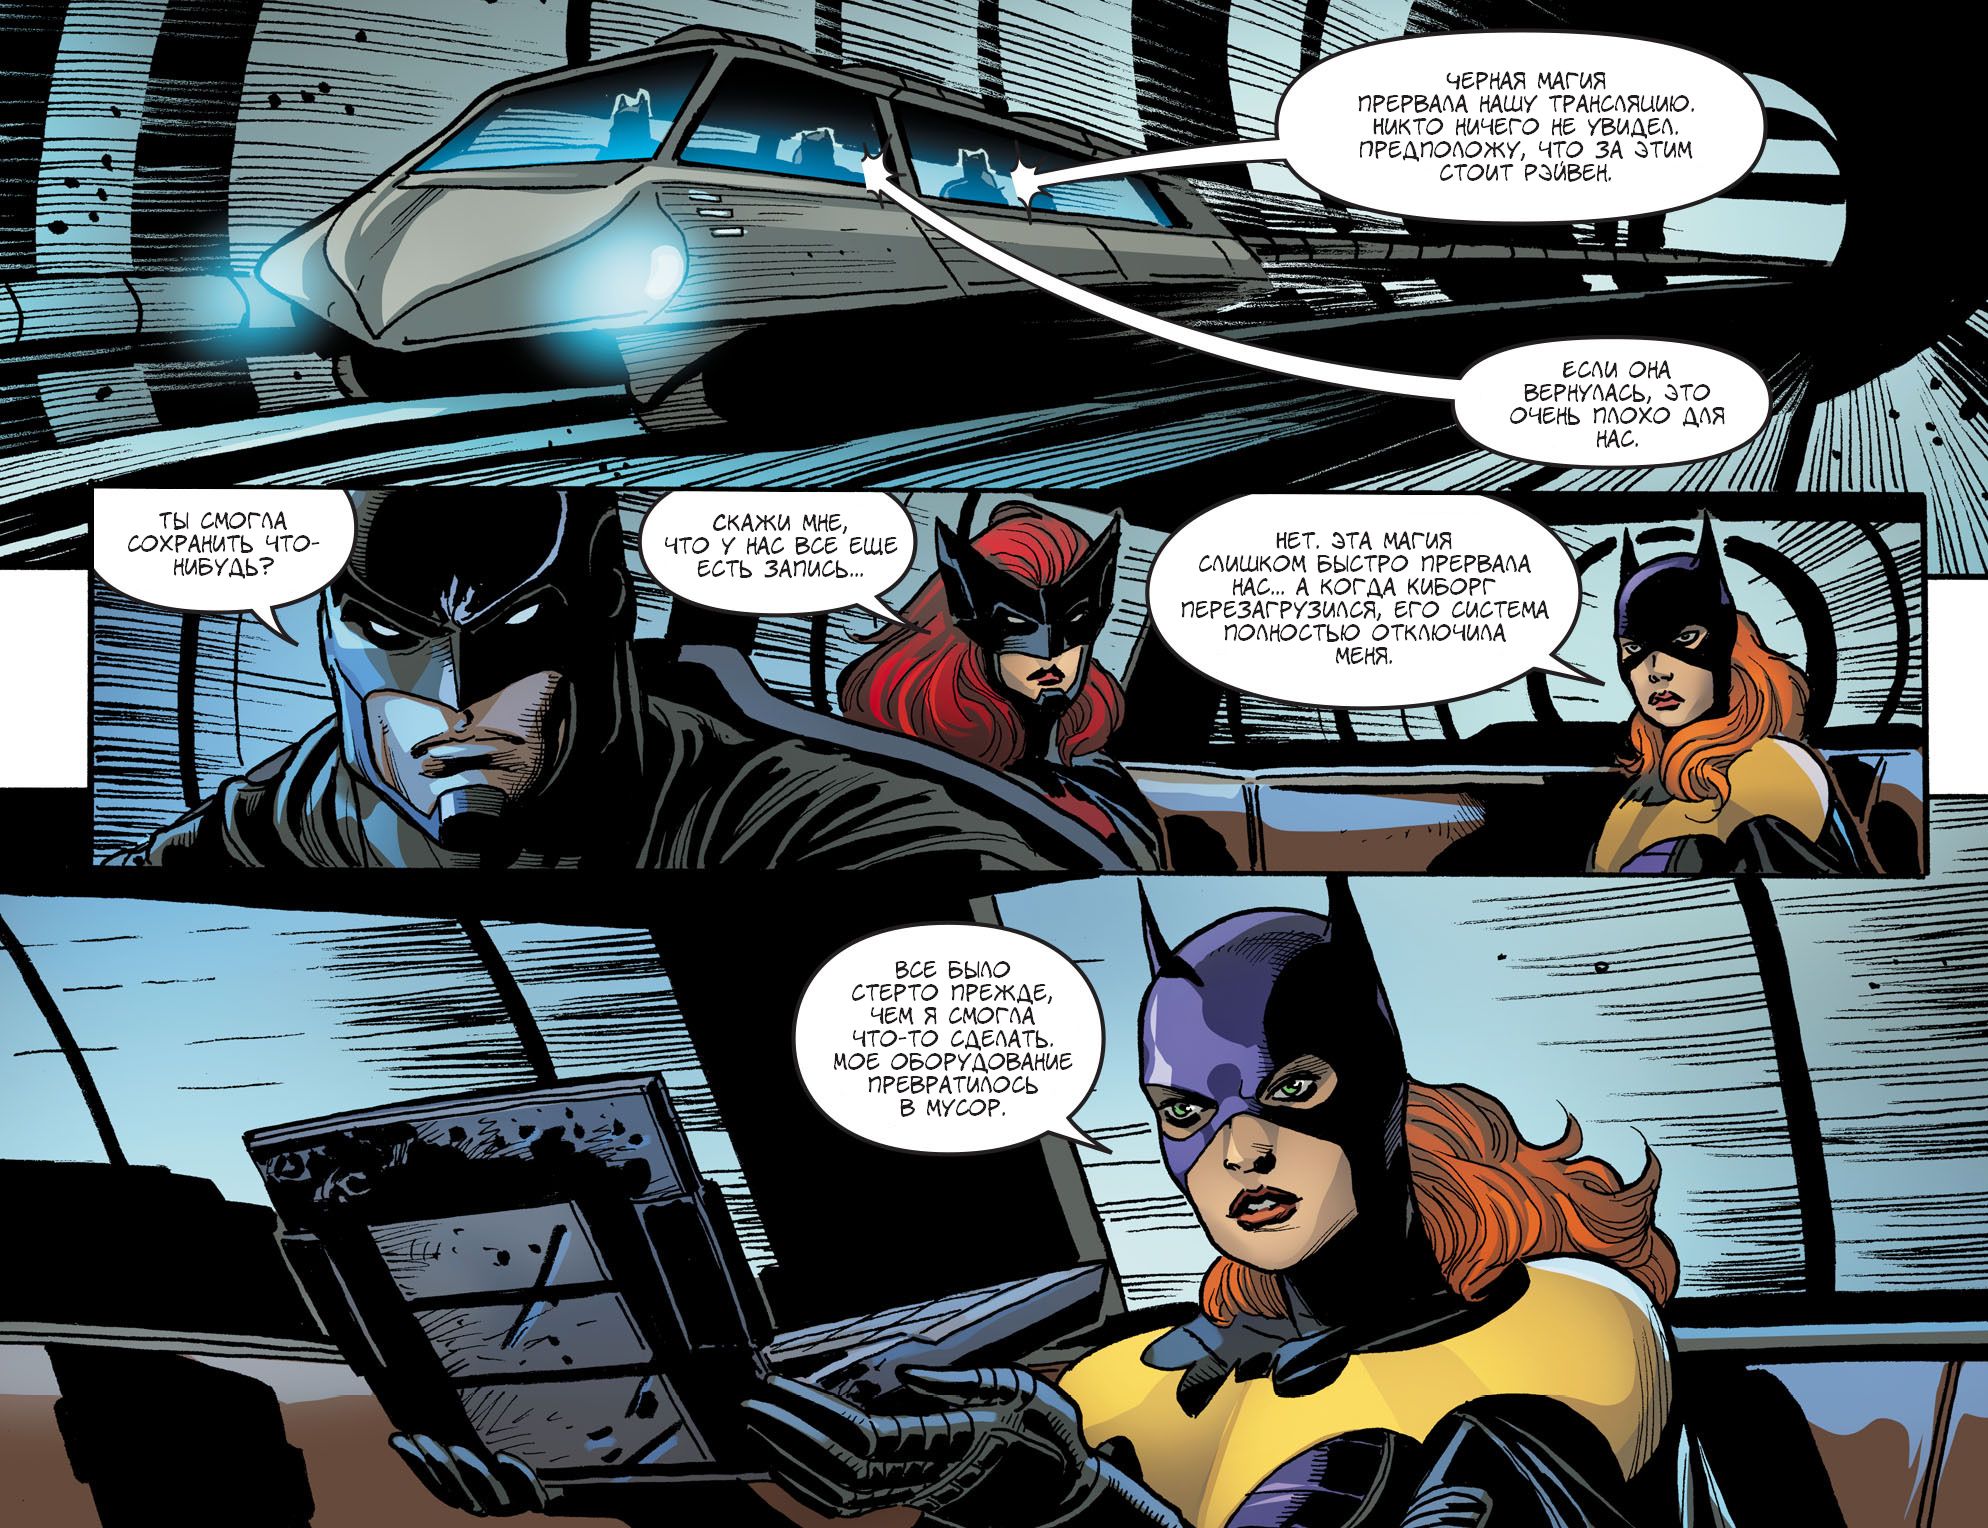 ЧЕРНАЯ МАГИЯ
ПРЕРВАЛА НАШУ ТРАНСЛЯЦИЮ.
НИКТО НИЧЕГО НЕ УВИДЕЛ.
ПРЕДПОЛОЖУ, ЧТО ЗА ЭТИМ
СТОИТ РЭЙВЕН.
ЕСЛИ ОНА
ВЕРНУЛАСЬ, ЭТО
ОЧЕНЬ ПЛОХО ДЛЯ
НАС.
ТЫ СМОГЛА
СОХРАНИТЬ ЧТО-
НИБУДЬ?
СКАЖИ МНЕ,
ЧТО У НАС ВСЕ ЕЩЕ
ЕСТЬ ЗАПИСЬ...
НЕТ. ЭТА МАГИЯ
СЛИШКОМ БЫСТРО ПРЕРВАЛА
НАС... А КОГДА КИБОРГ
ПЕРЕЗАГРУЗИЛСЯ, ЕГО СИСТЕМА
ПОЛНОСТЬЮ ОТКЛЮЧИЛА
МЕНЯ.
ВСЕ БЫЛО
СТЕРТО ПРЕЖДЕ,
ЧЕМ Я СМОГЛА
ЧТО-ТО СДЕЛАТЬ.
МОЕ ОБОРУДОВАНИЕ
ПРЕВРАТИЛОСЬ
В МУСОР.